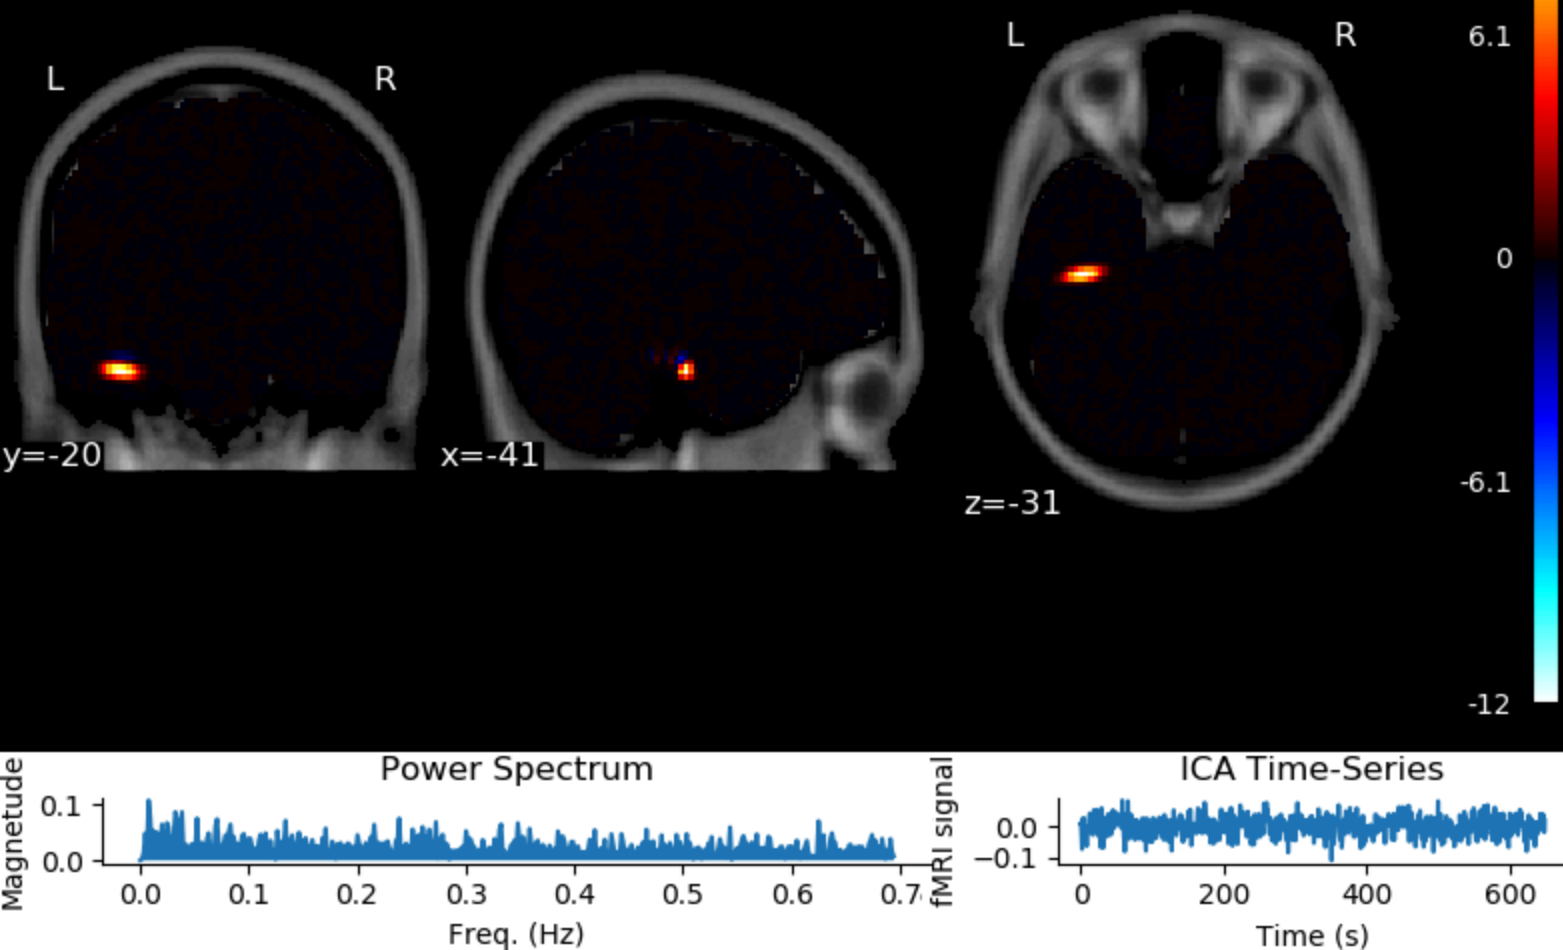 L R
L R
6.1
0
-6.1
-12
y=-20
x=-41
z=-31
Power Spectrum
Magnetude
0.1
0.0
0.0 0.1 0.2 0.3 0.4 0.5 0.6 0.7
Freq. (Hz)
ICA Time-Series
fMRI signal
0.0
−0.1
0 200 400 600
Time (s)